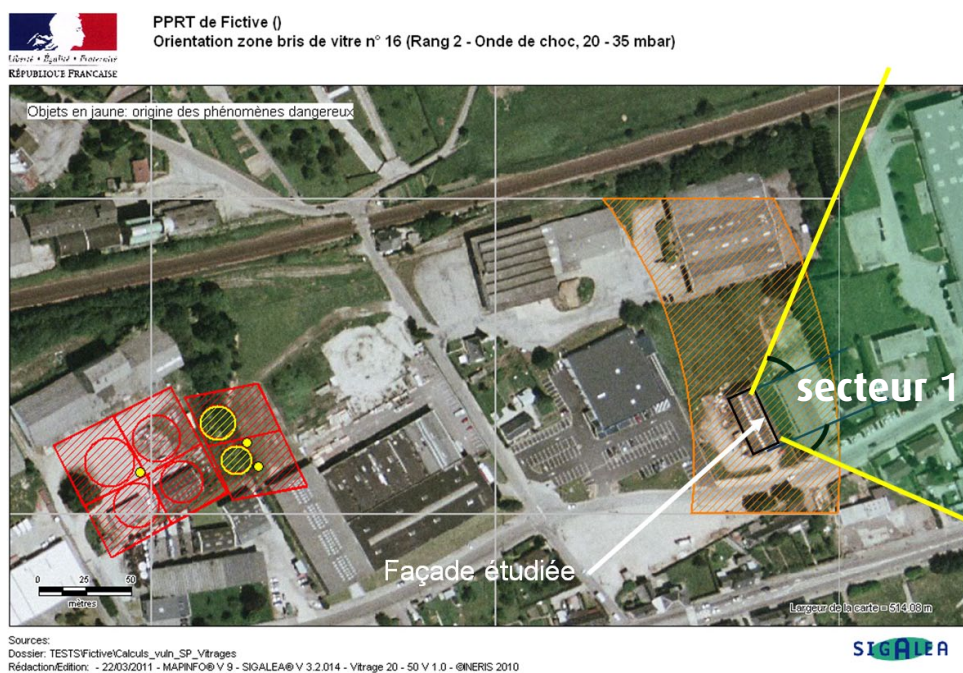 PPRT de Fictive ()
Orientation zone bris de vitre n° 16 (Rang 2 - Onde de choc, 20 - 35 mbar)
Liberté • Égalité • Fraternité
RÉPUBLIQUE FRANÇAISE
Objets en jaune: origine des phénomènes dangereux
secteur 1
Façade étudiée
0 25 50
mètres
Largeur de la carte = 514.08 m
Sources:
Dossier: TESTS\Fictive\Calculs_vuln_SP_Vitrages
Rédaction/Edition: - 22/03/2011 - MAPINFO® V 9 - SIGALEA® V 3.2.014 - Vitrage 20 - 50 V 1.0 - ©INERIS 2010
SIGALEA